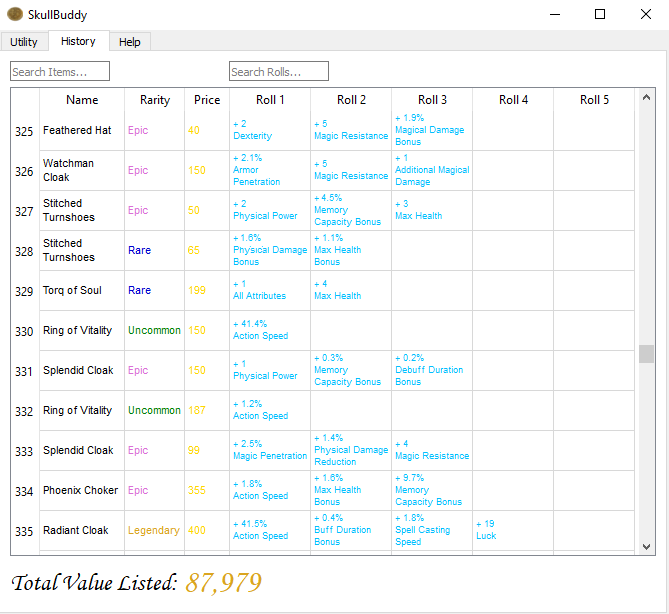 SkullBuddy
Utility History Help
Search Items... Search Rolls...
Name Rarity Price Roll 1 Roll 2 Roll 3 Roll 4 Roll 5
325 Feathered Hat Epic 40 + 2 Dexterity + 5 Magic Resistance + 1.9% Magical Damage Bonus
326 Watchman Cloak Epic 150 + 2.1% Armor Penetration + 5 Magic Resistance + 1 Additional Magical Damage
327 Stitched Turnshoes Epic 50 + 2 Physical Power + 4.5% Memory Capacity Bonus + 3 Max Health
328 Stitched Turnshoes Rare 65 + 1.6% Physical Damage Bonus + 1.1% Max Health Bonus
329 Torq of Soul Rare 199 + 1 All Attributes + 4 Max Health
330 Ring of Vitality Uncommon 150 + 41.4% Action Speed
331 Splendid Cloak Epic 150 + 1 Physical Power + 0.3% Memory Capacity Bonus + 0.2% Debuff Duration Bonus
332 Ring of Vitality Uncommon 187 + 1.2% Action Speed
333 Splendid Cloak Epic 99 + 2.5% Magic Penetration + 1.4% Physical Damage Reduction + 4 Magic Resistance
334 Phoenix Choker Epic 355 + 1.8% Action Speed + 1.6% Max Health Bonus + 9.7% Memory Capacity Bonus
335 Radiant Cloak Legendary 400 + 41.5% Action Speed + 0.4% Buff Duration Bonus + 1.8% Spell Casting Speed + 19 Luck
Total Value Listed: 87,979